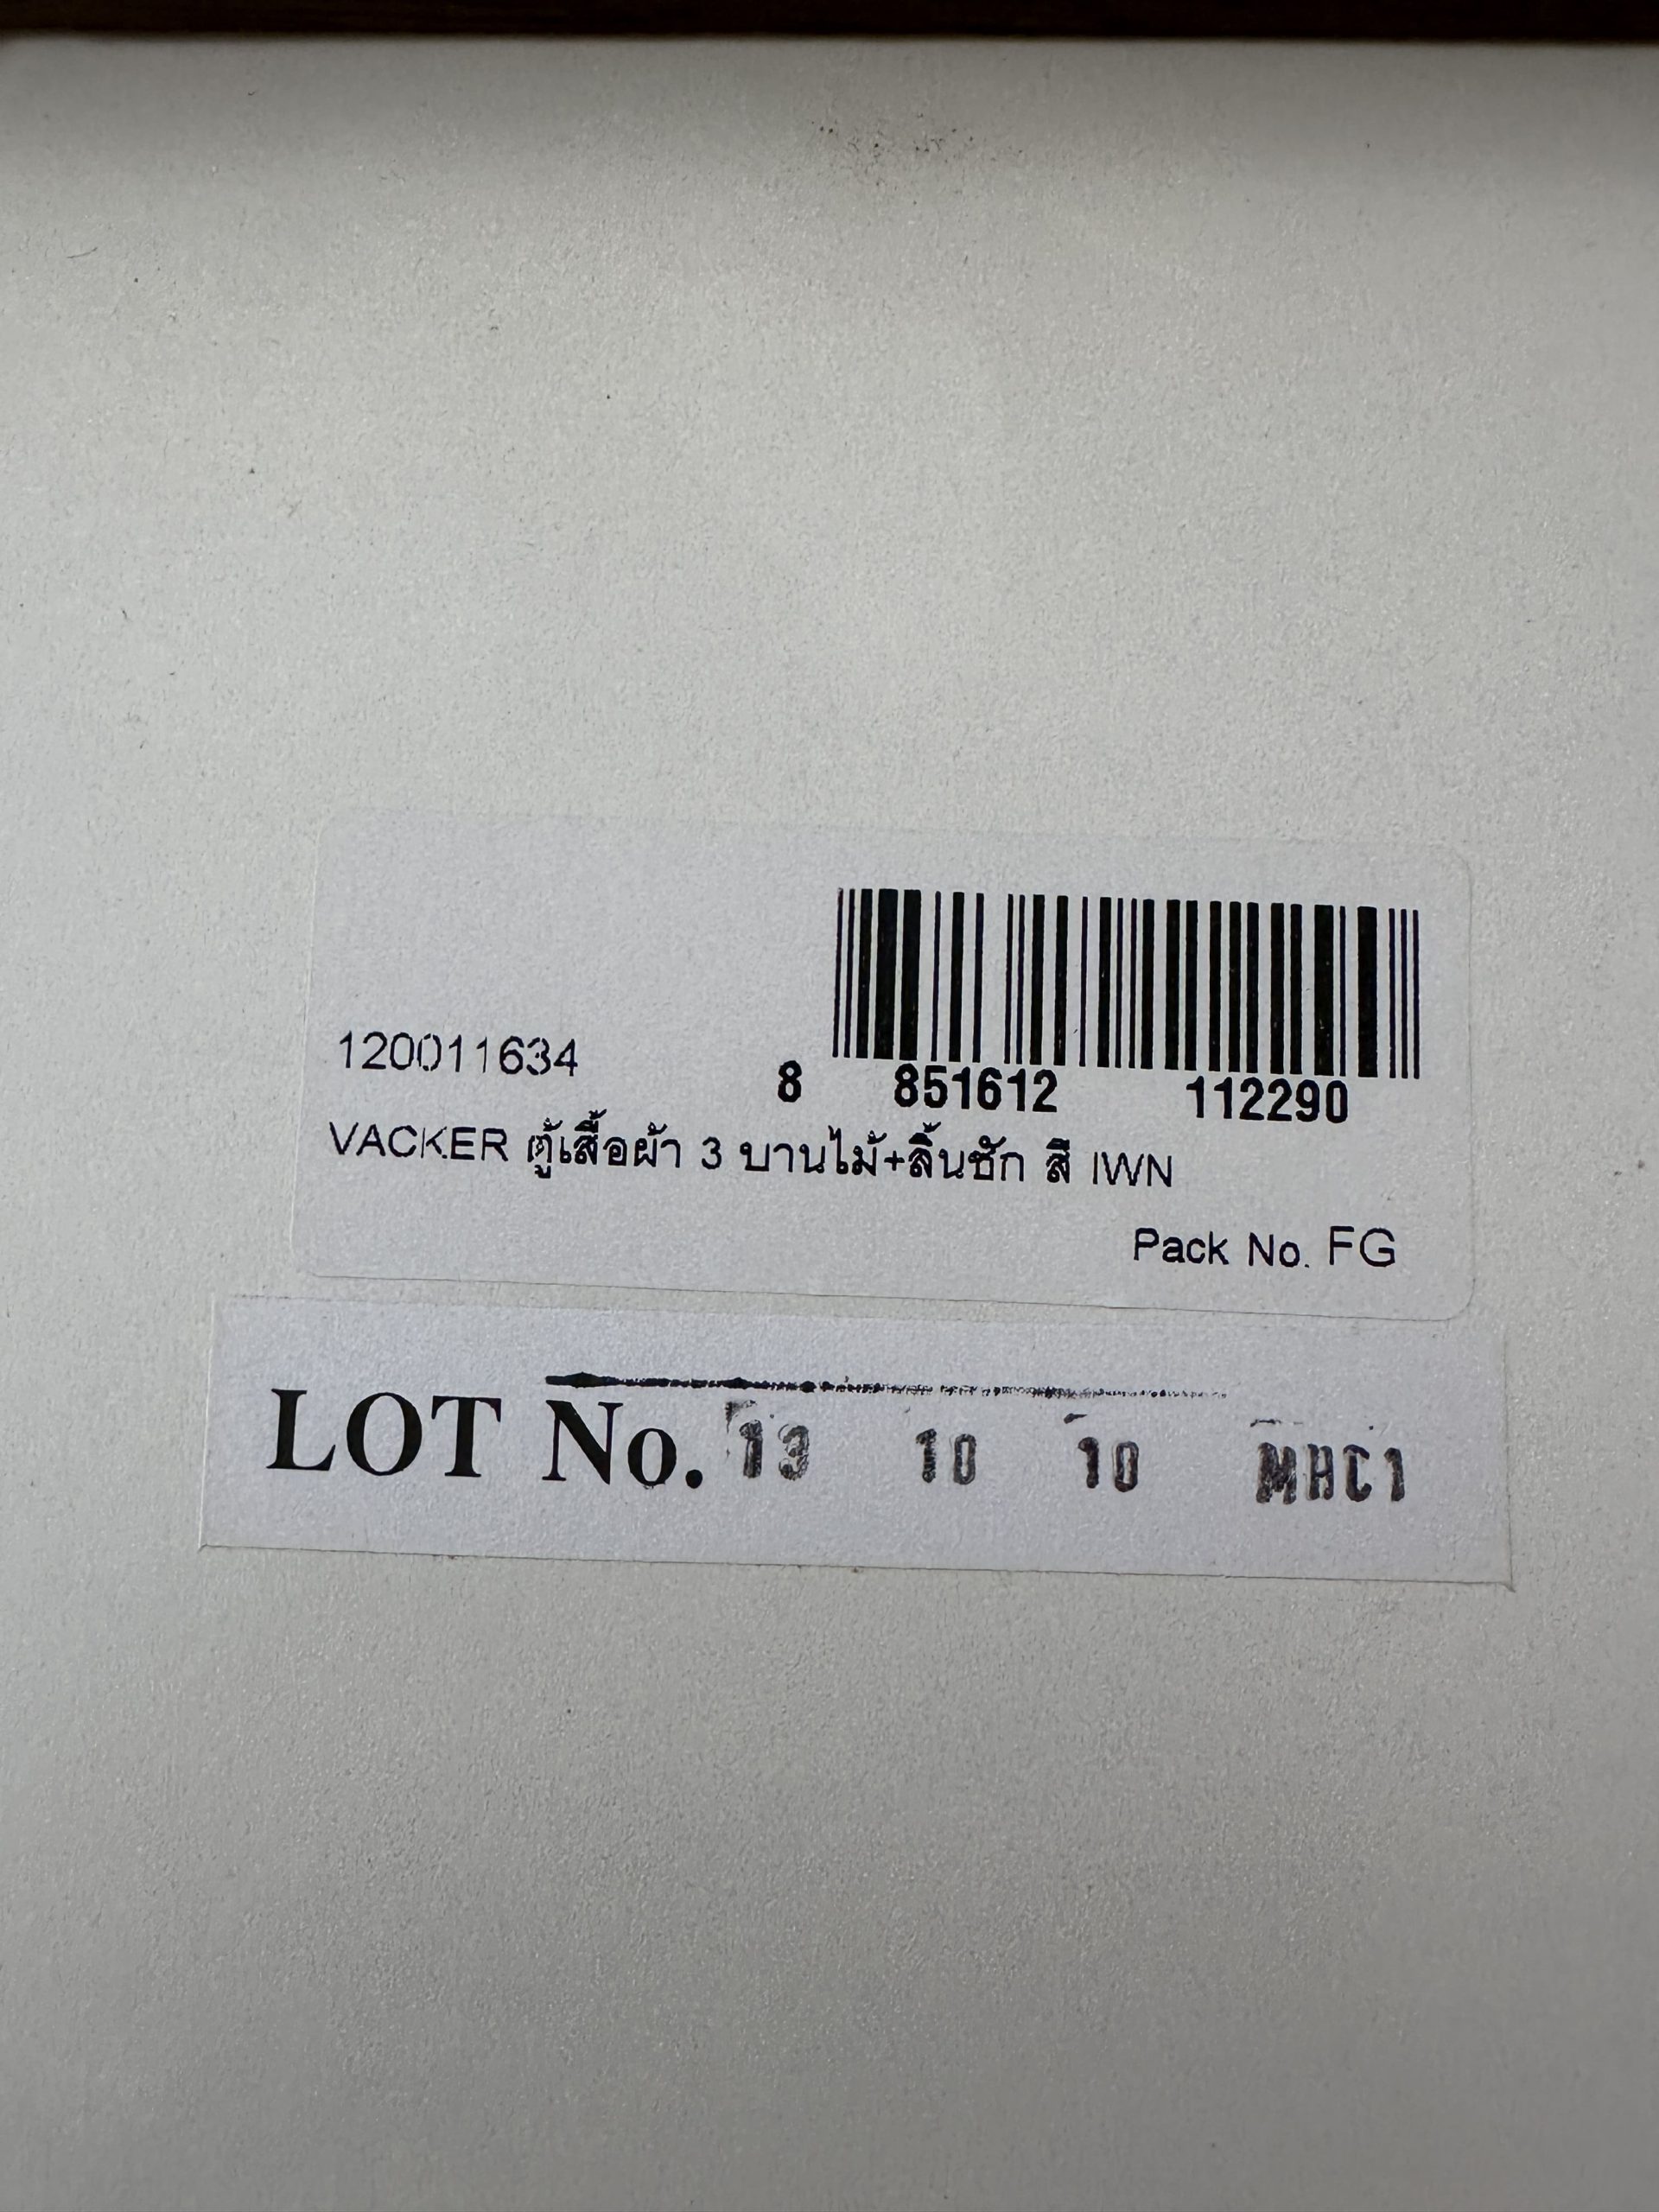 120011634
8 851612 112290
VACKER ตู้เสื้อผ้า 3 บานไม้+ลิ้นชัก สี IWN
Pack No. FG
LOT No. 13 10 10 MHC1